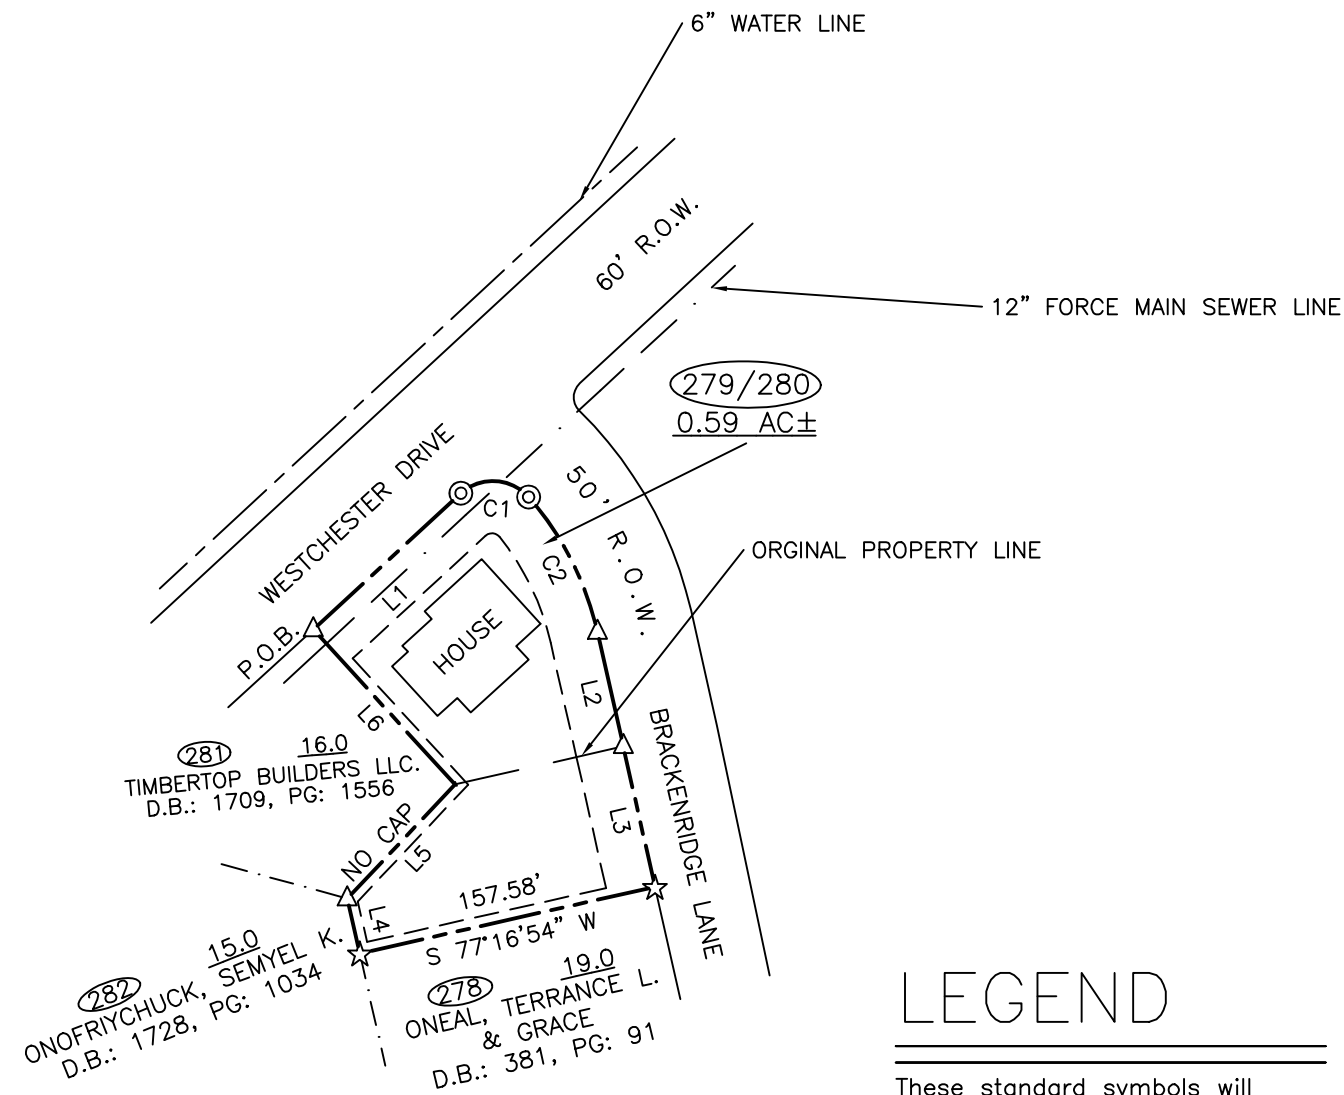 6” WATER LINE
60’ R.O.W.
12” FORCE MAIN SEWER LINE
279/280
0.59 AC±
WESTCHESTER DRIVE
50’ R.O.W.
C1
C2
ORGINAL PROPERTY LINE
L1
P.O.B.
HOUSE
L2
L6
BRACKENRIDGE LANE
281 16.0
TIMBERTOP BUILDERS LLC.
D.B.: 1709, PG: 1556
NO CAP
L5
L3
157.58’
S 77°16’54” W
L4
282 15.0
ONOFRIYCHUCK, SEMYEL K.
D.B.: 1728, PG: 1034
278 19.0
ONEAL, TERRANCE L.
& GRACE
D.B.: 381, PG: 91
LEGEND
These standard symbols will